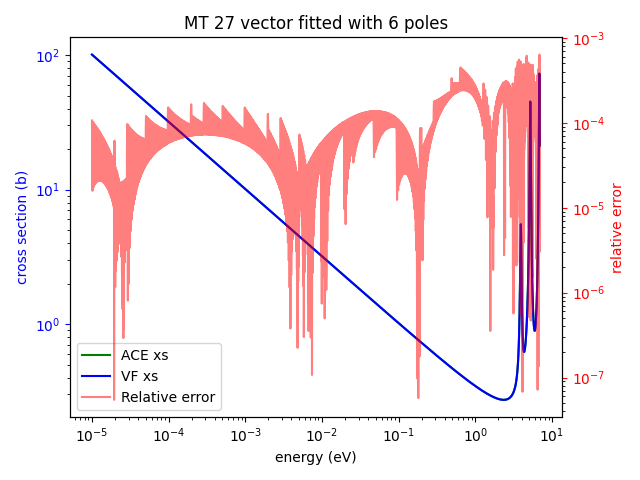 MT 27 vector fitted with 6 poles
cross section (b)
10²
10¹
10⁰
10⁻³
10⁻⁴
10⁻⁵
10⁻⁶
10⁻⁷
relative error
ACE xs
VF xs
Relative error
10⁻⁵ 10⁻⁴ 10⁻³ 10⁻² 10⁻¹ 10⁰ 10¹
energy (eV)